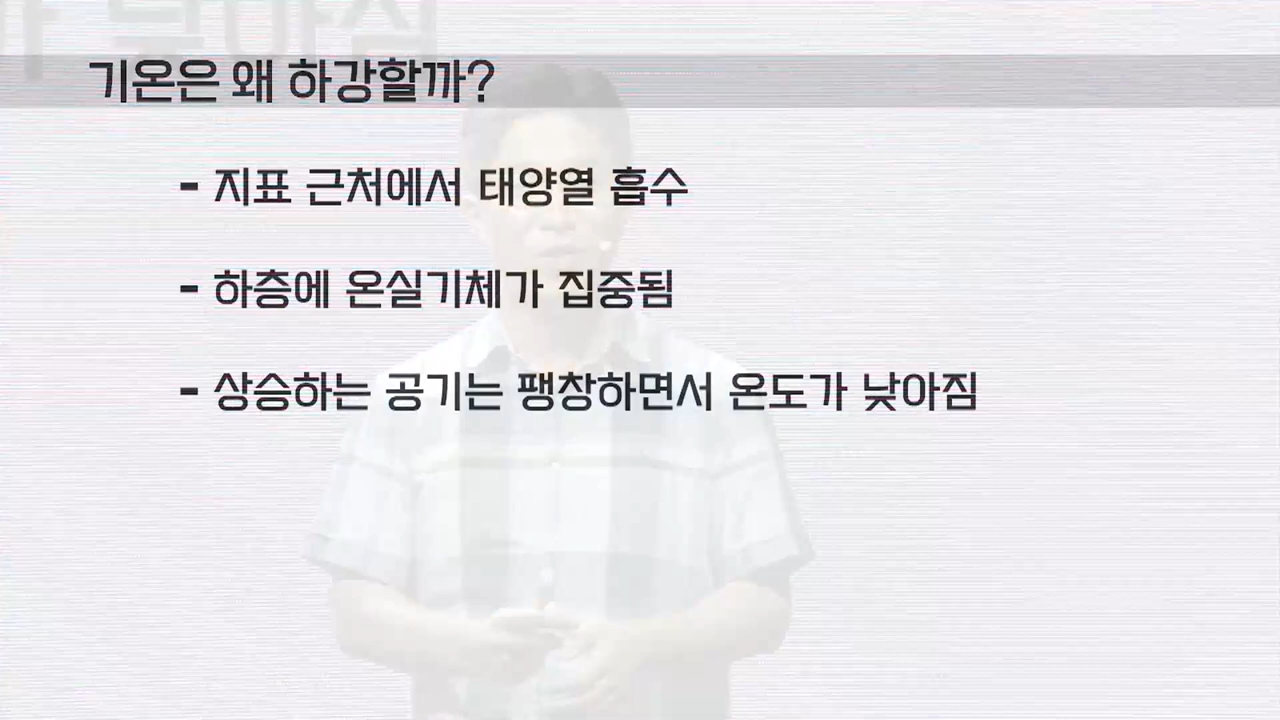 기온은 왜 하강할까?
- 지표 근처에서 태양열 흡수
- 하층에 온실기체가 집중됨
- 상승하는 공기는 팽창하면서 온도가 낮아짐